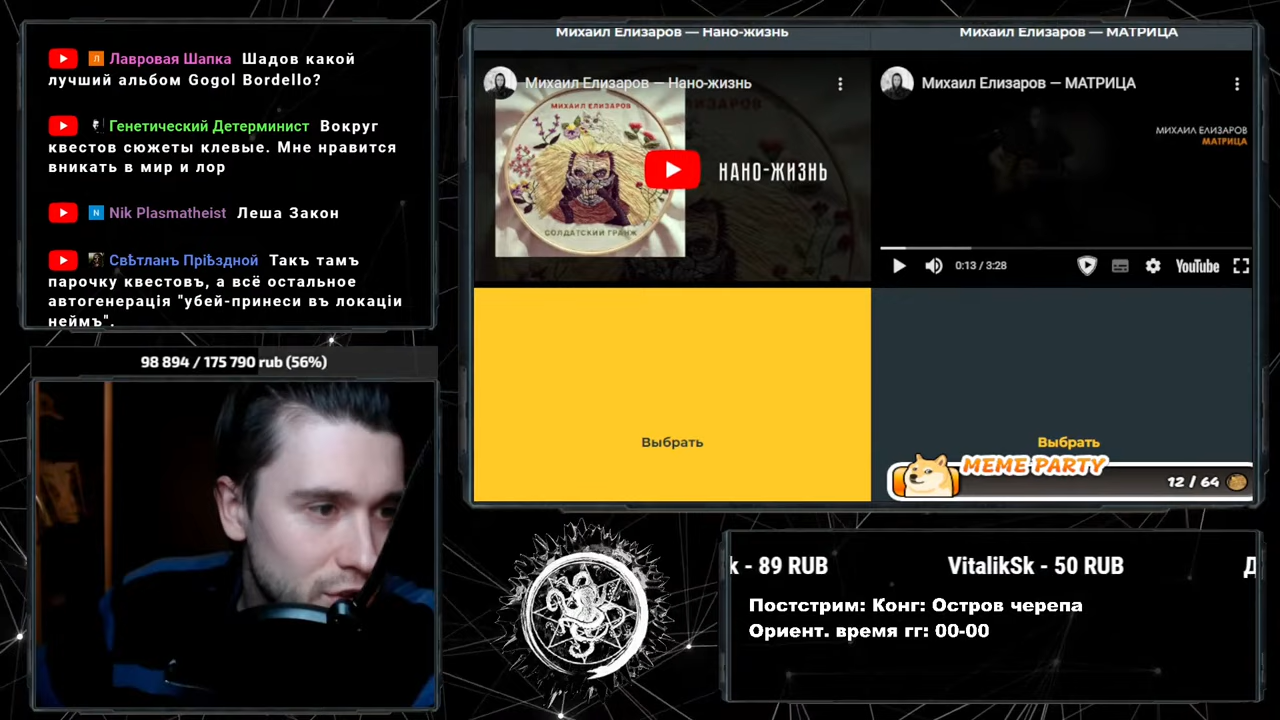 Лавровая Шапка Шадов какой
лучший альбом Gogol Bordello?
Генетический Детерминист Вокруг
квестов сюжеты клевые. Мне нравится
вникать в мир и лор
N Nik Plasmatheist Леша Закон
Свѣтланъ Прiѣздной Такъ тамъ
парочку квестовъ, а всё остальное
автогенерацiя "убей-принеси въ локацiи
неймъ".
98 894 / 175 790 rub (56%)
Михаил Елизаров — Нано-жизнь
Михаил Елизаров — МАТРИЦА
Михаил Елизаров — Нано-жизнь
МИХАИЛ ЕЛИЗАРОВ
НАНО-ЖИЗНЬ
СОЛДАТСКИЙ ГРАНЖ
Михаил Елизаров — МАТРИЦА
МИХАИЛ ЕЛИЗАРОВ
МАТРИЦА
0:13 / 3:28
YouTube
Выбрать
Выбрать
MEME PARTY
12 / 64
k - 89 RUB VitalikSk - 50 RUB
Постстрим: Конг: Остров черепа
Ориент. время гг: 00-00